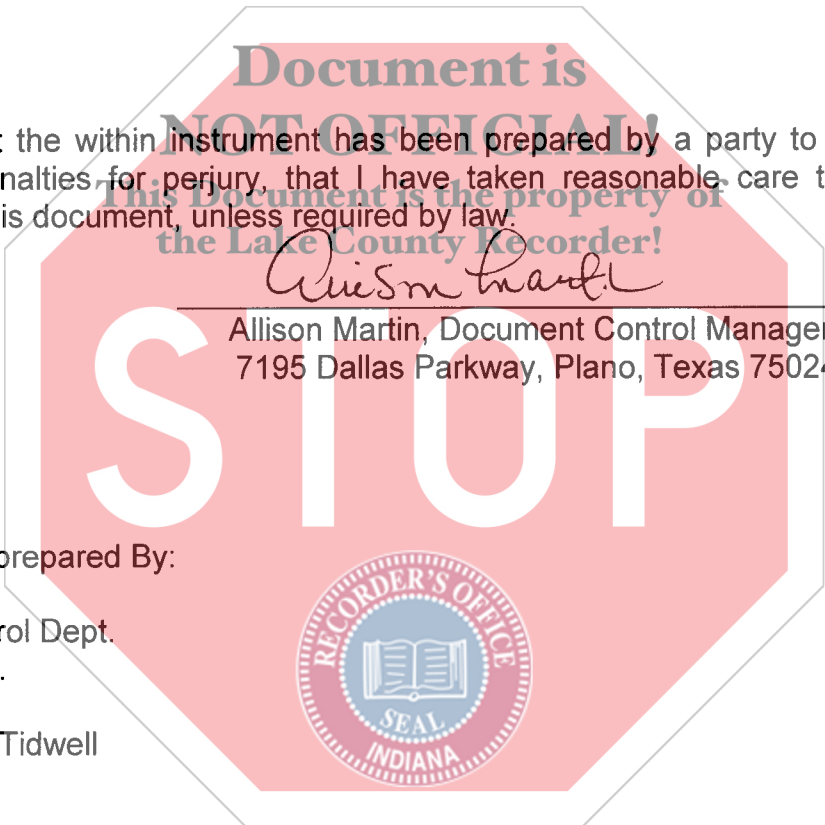 Document is
NOT OFFICIAL!
the within instrument has been prepared by a party to
nalties for perjury, that I have taken reasonable care t
This Document is the property of
is document, unless required by law.
the Lake County Recorder!
Allison Martin, Document Control Manager
7195 Dallas Parkway, Plano, Texas 75024
STOP
prepared By:
rol Dept.
.
Tidwell
RECORDER'S OFFICE
SEAL
INDIANA